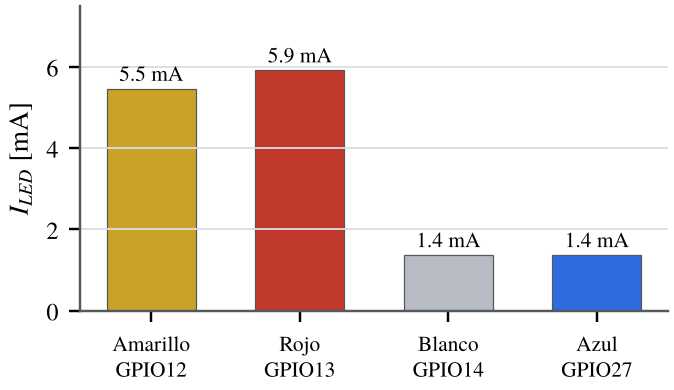 I_LED [mA]
6
4
2
0
5.5 mA
5.9 mA
1.4 mA
1.4 mA
Amarillo
GPIO12
Rojo
GPIO13
Blanco
GPIO14
Azul
GPIO27